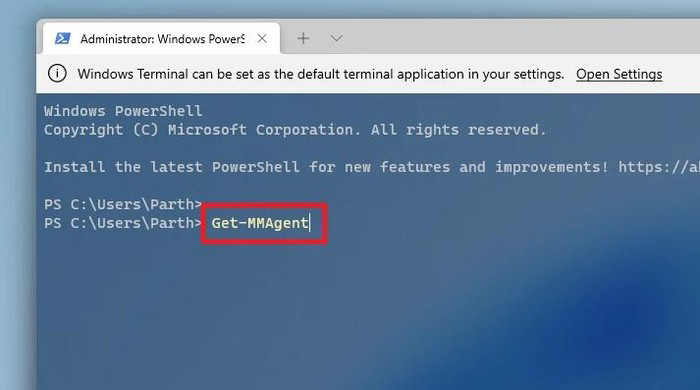 Administrator: Windows PowerS
Windows Terminal can be set as the default terminal application in your settings. Open Settings
Windows PowerShell
Copyright (C) Microsoft Corporation. All rights reserved.
Install the latest PowerShell for new features and improvements! https://a
PS C:\Users\Parth>
PS C:\Users\Parth> Get-MMAgent